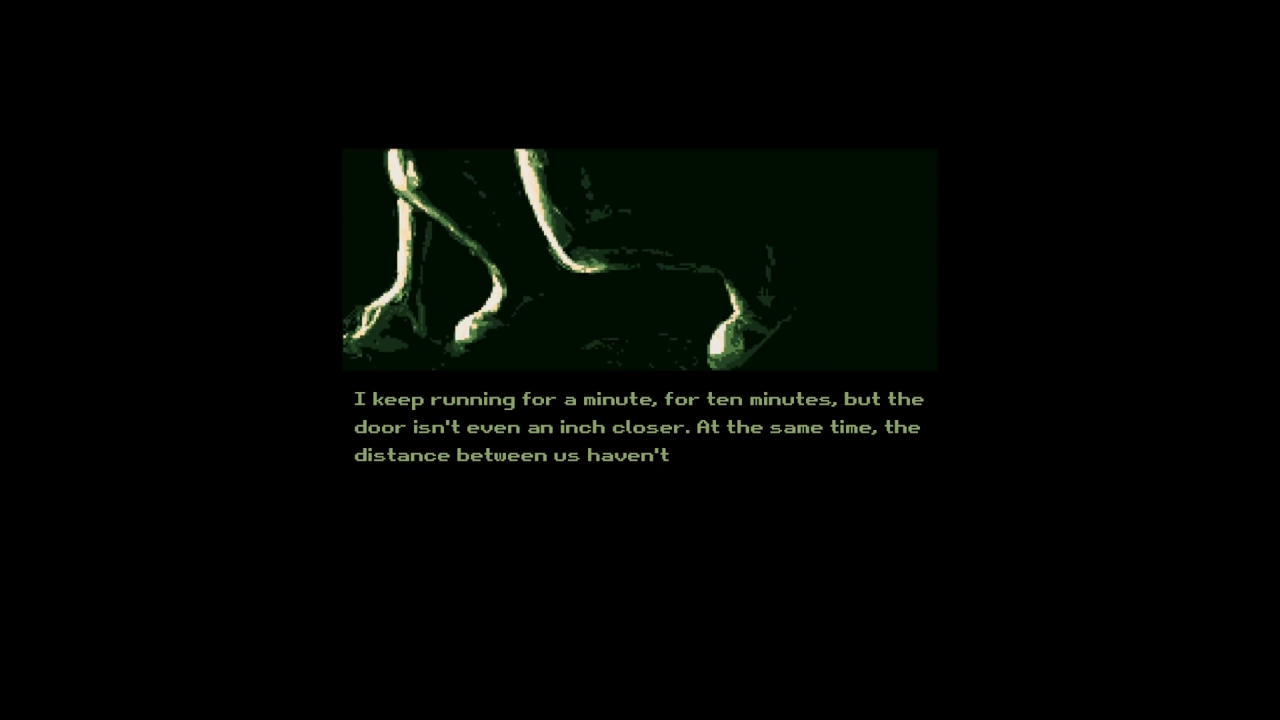 I keep running for a minute, for ten minutes, but the
door isn't even an inch closer. At the same time, the
distance between us haven't